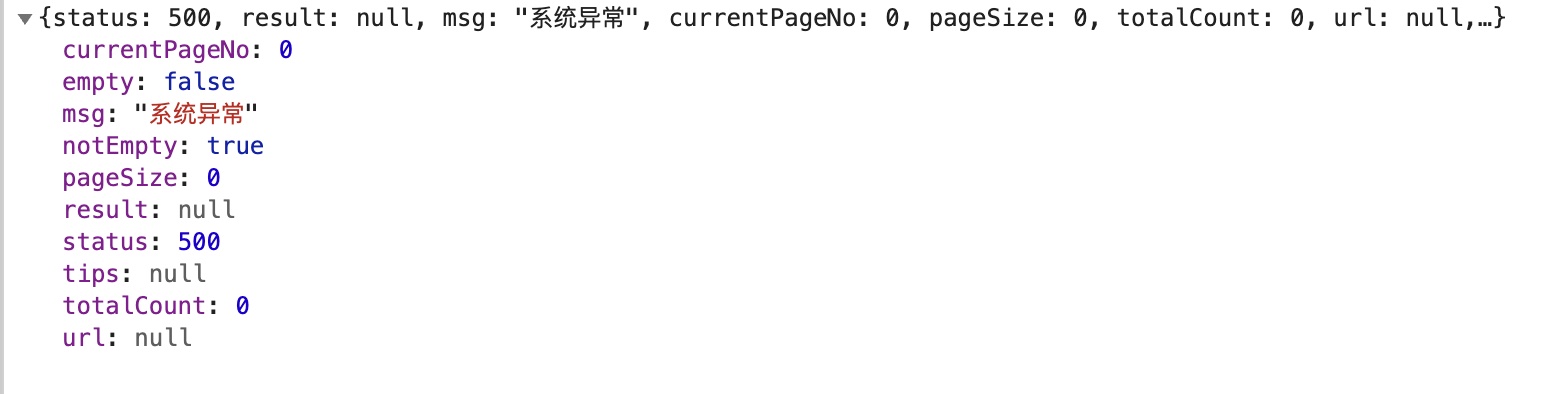 ▼{status: 500, result: null, msg: "系统异常", currentPageNo: 0, pageSize: 0, totalCount: 0, url: null,…}
currentPageNo: 0
empty: false
msg: "系统异常"
notEmpty: true
pageSize: 0
result: null
status: 500
tips: null
totalCount: 0
url: null